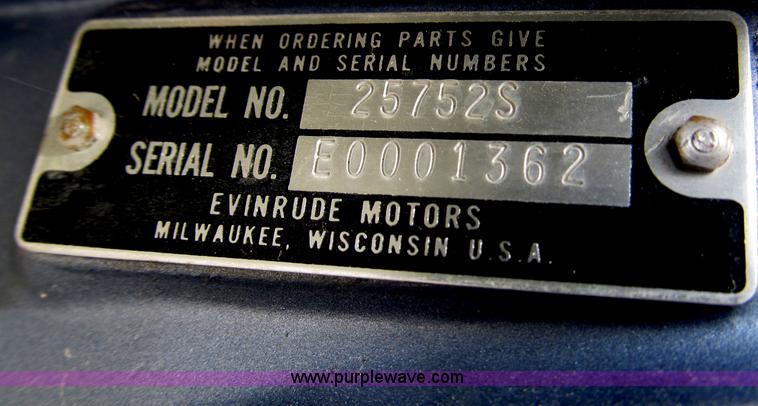 WHEN ORDERING PARTS GIVE
MODEL AND SERIAL NUMBERS
MODEL NO. 25752S
SERIAL NO. E0001362
EVINRUDE MOTORS
MILWAUKEE, WISCONSIN U.S.A.
www.purplewave.com